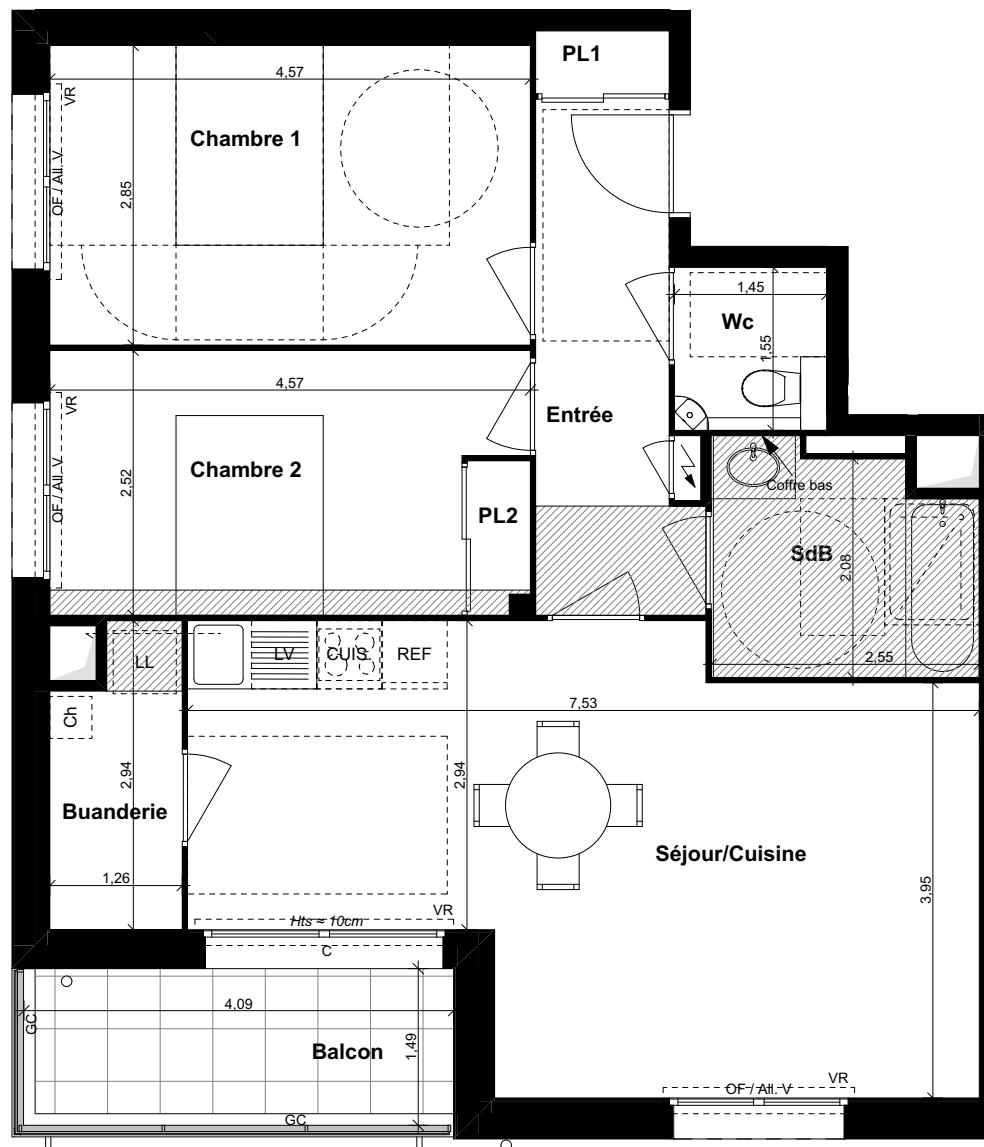 PL1
4,57
VR
Chambre 1
OF / All. V
2,85
1,45
Wc
1,55
4,57
VR
Entrée
Chambre 2
OF / All. V
2,52
Coffre bas
PL2
SdB
2,08
2,55
LL
LV
CUIS.
REF
Ch
7,53
2,94
2,94
Buanderie
Séjour/Cuisine
1,26
3,95
VR
Hts ≈ 10cm
C
4,09
GC
1,49
Balcon
VR
OF / All. V
GC